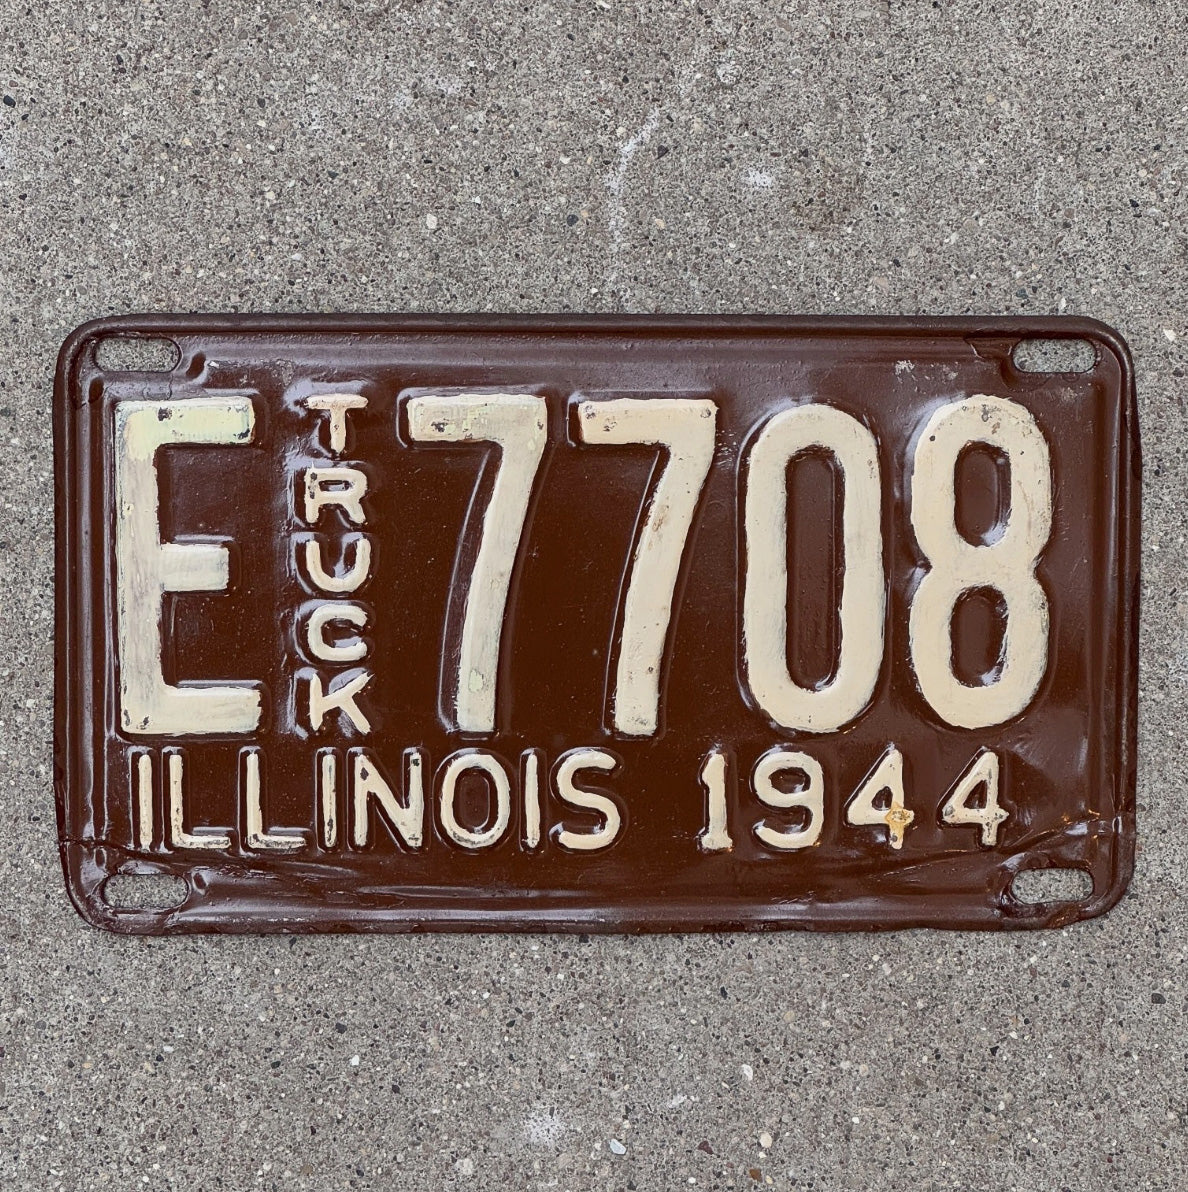 E TRUCK 7708
ILLINOIS 1944